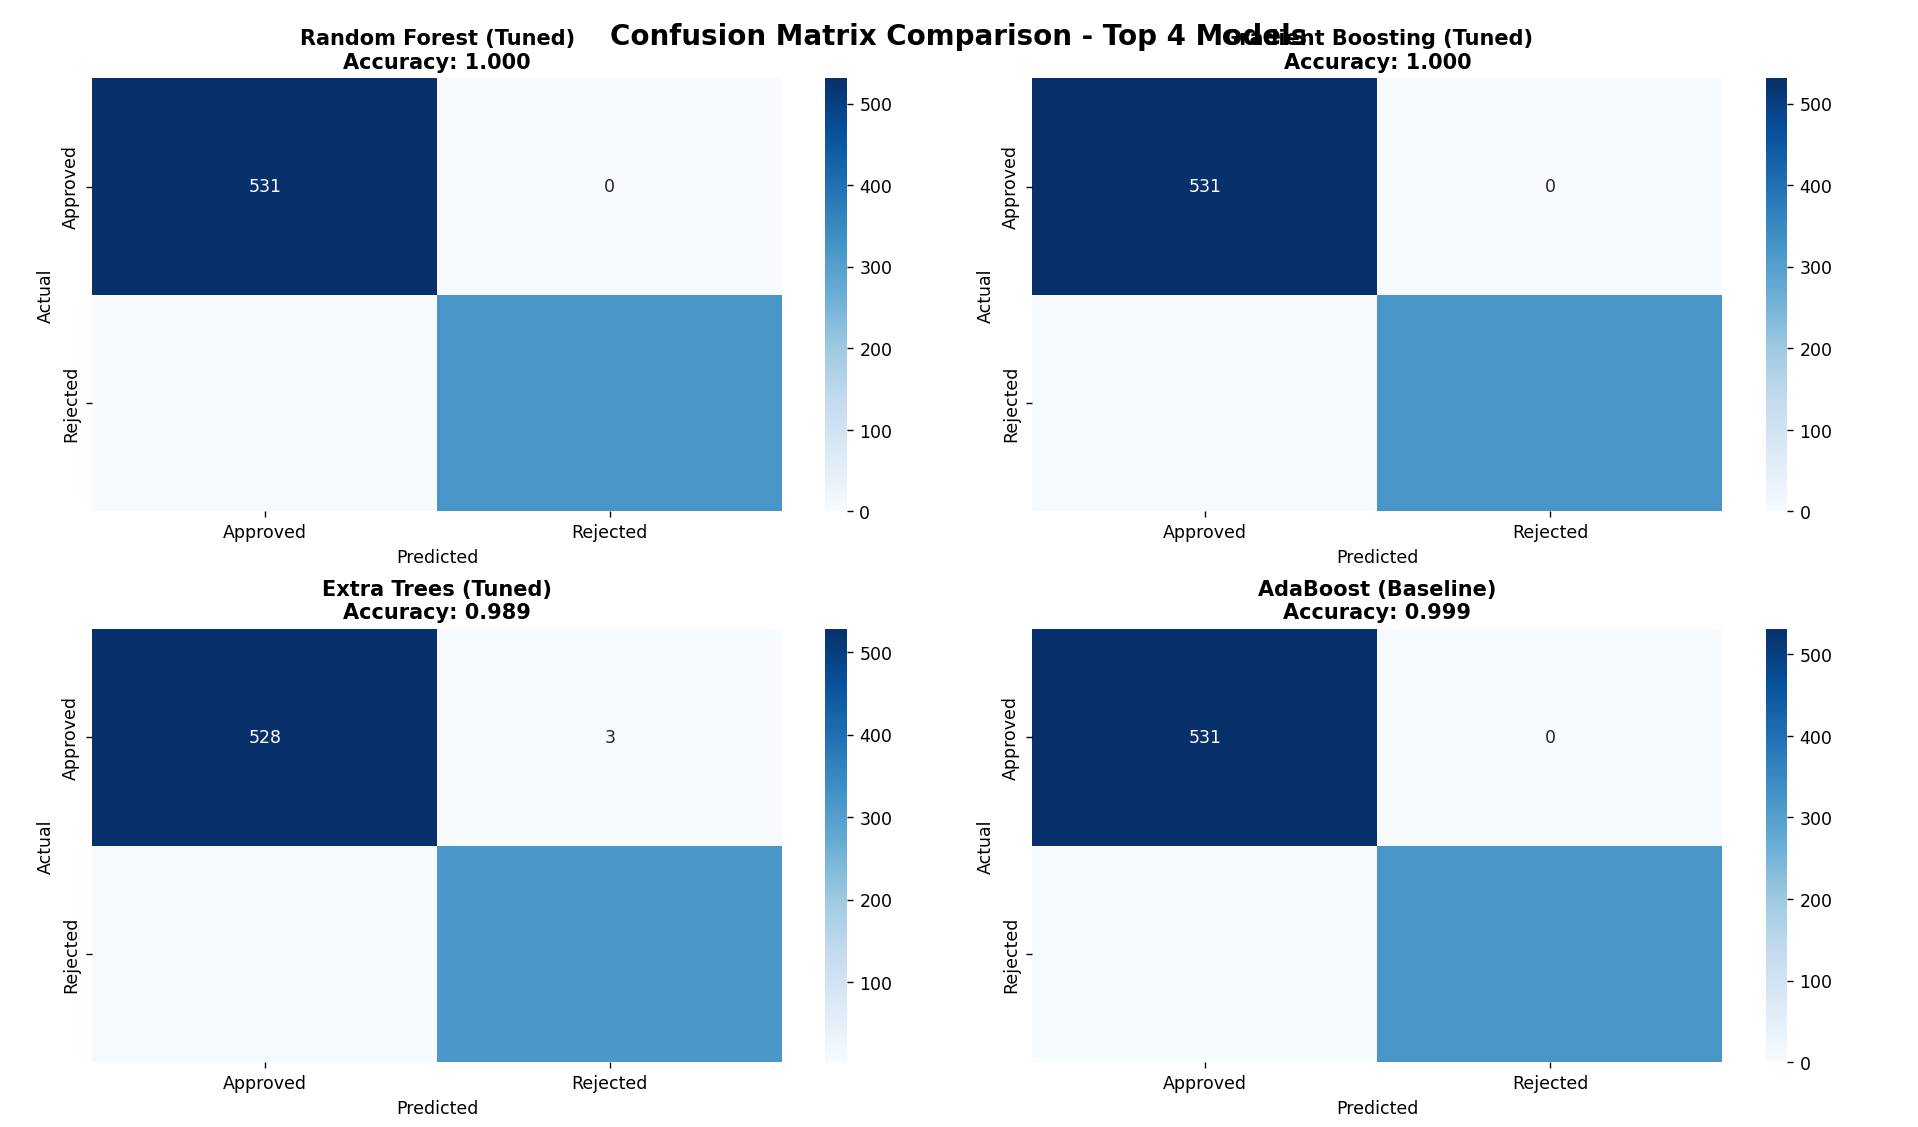 Confusion Matrix Comparison - Top 4 Models
Random Forest (Tuned)
Accuracy: 1.000
Actual
Approved
Rejected
531
0
Approved
Rejected
Predicted
500
400
300
200
100
0
Gradient Boosting (Tuned)
Accuracy: 1.000
Actual
Approved
Rejected
531
0
Approved
Rejected
Predicted
500
400
300
200
100
0
Extra Trees (Tuned)
Accuracy: 0.989
Actual
Approved
Rejected
528
3
Approved
Rejected
Predicted
500
400
300
200
100
AdaBoost (Baseline)
Accuracy: 0.999
Actual
Approved
Rejected
531
0
Approved
Rejected
Predicted
500
400
300
200
100
0